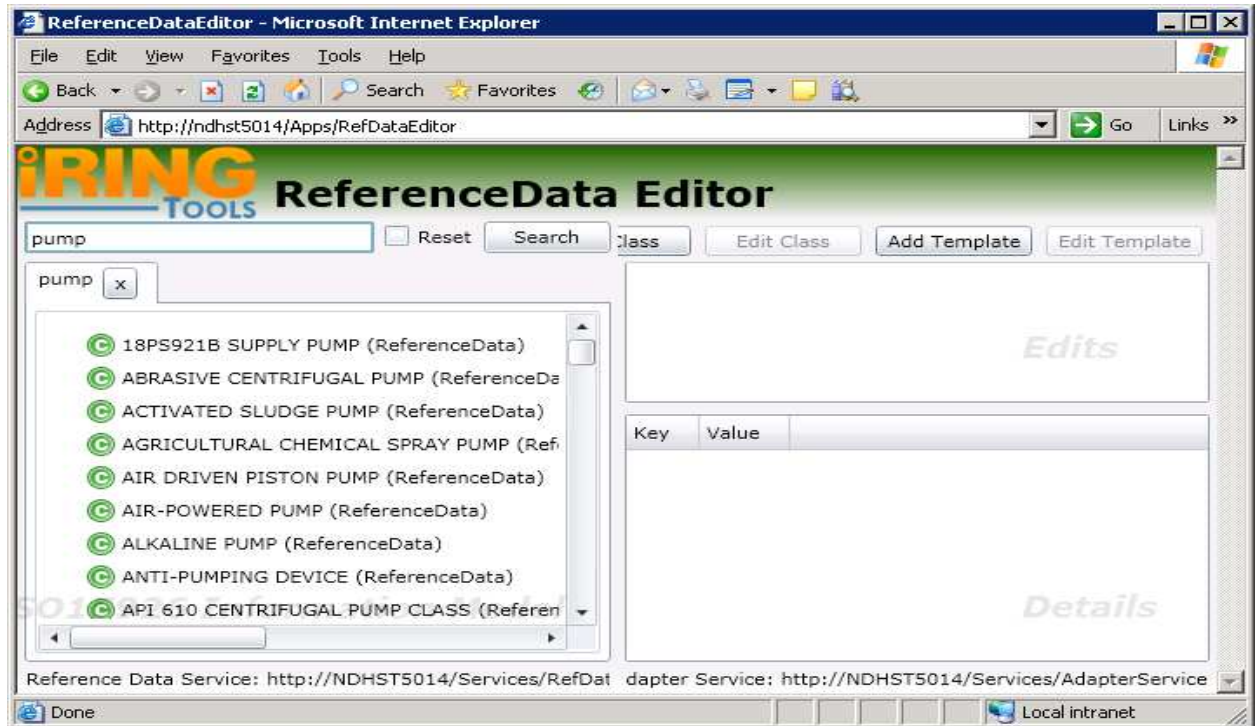 ReferenceDataEditor - Microsoft Internet Explorer
File Edit View Favorites Tools Help
Back Search Favorites
Address http://ndhst5014/Apps/RefDataEditor Go Links »
iRING TOOLS ReferenceData Editor
pump Reset Search Class Edit Class Add Template Edit Template
pump x
18PS921B SUPPLY PUMP (ReferenceData)
ABRASIVE CENTRIFUGAL PUMP (ReferenceDa
ACTIVATED SLUDGE PUMP (ReferenceData)
AGRICULTURAL CHEMICAL SPRAY PUMP (Ref
AIR DRIVEN PISTON PUMP (ReferenceData)
AIR-POWERED PUMP (ReferenceData)
ALKALINE PUMP (ReferenceData)
ANTI-PUMPING DEVICE (ReferenceData)
API 610 CENTRIFUGAL PUMP CLASS (Referen
Edits
Key Value
Details
Reference Data Service: http://NDHST5014/Services/RefDat dapter Service: http://NDHST5014/Services/AdapterService
Done Local intranet